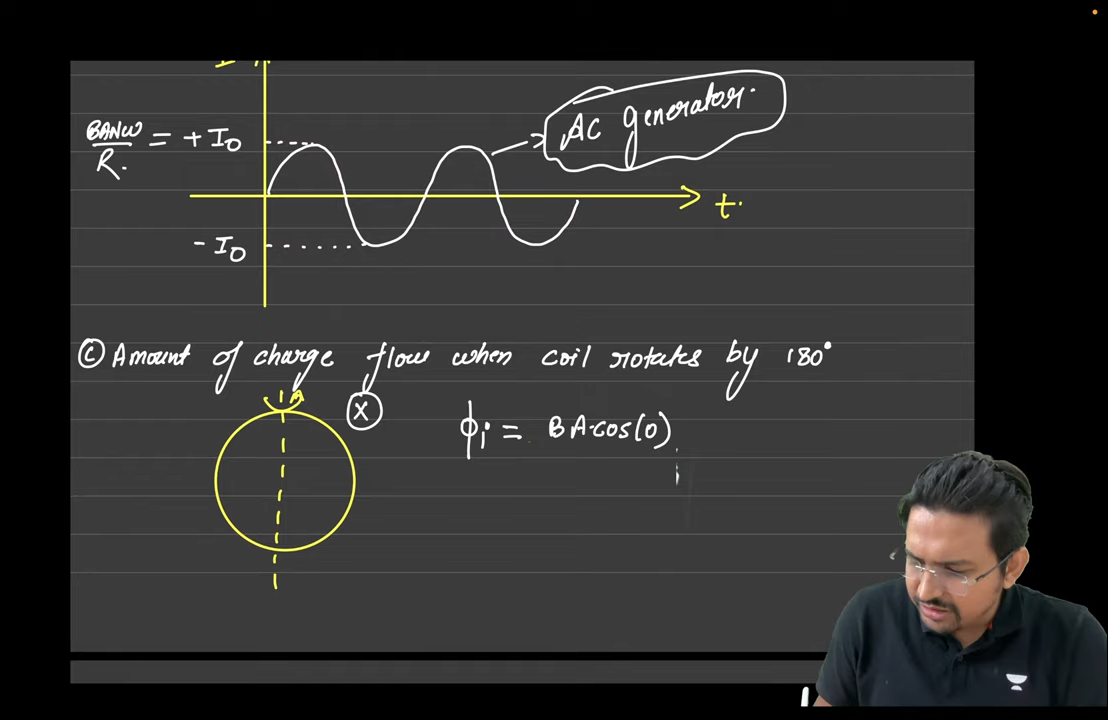 BANω/R. = + I₀
AC generator.
t.
- I₀
ⓒ Amount of charge flow when coil rotates by 180°
X
ϕi = BA·cos(0)